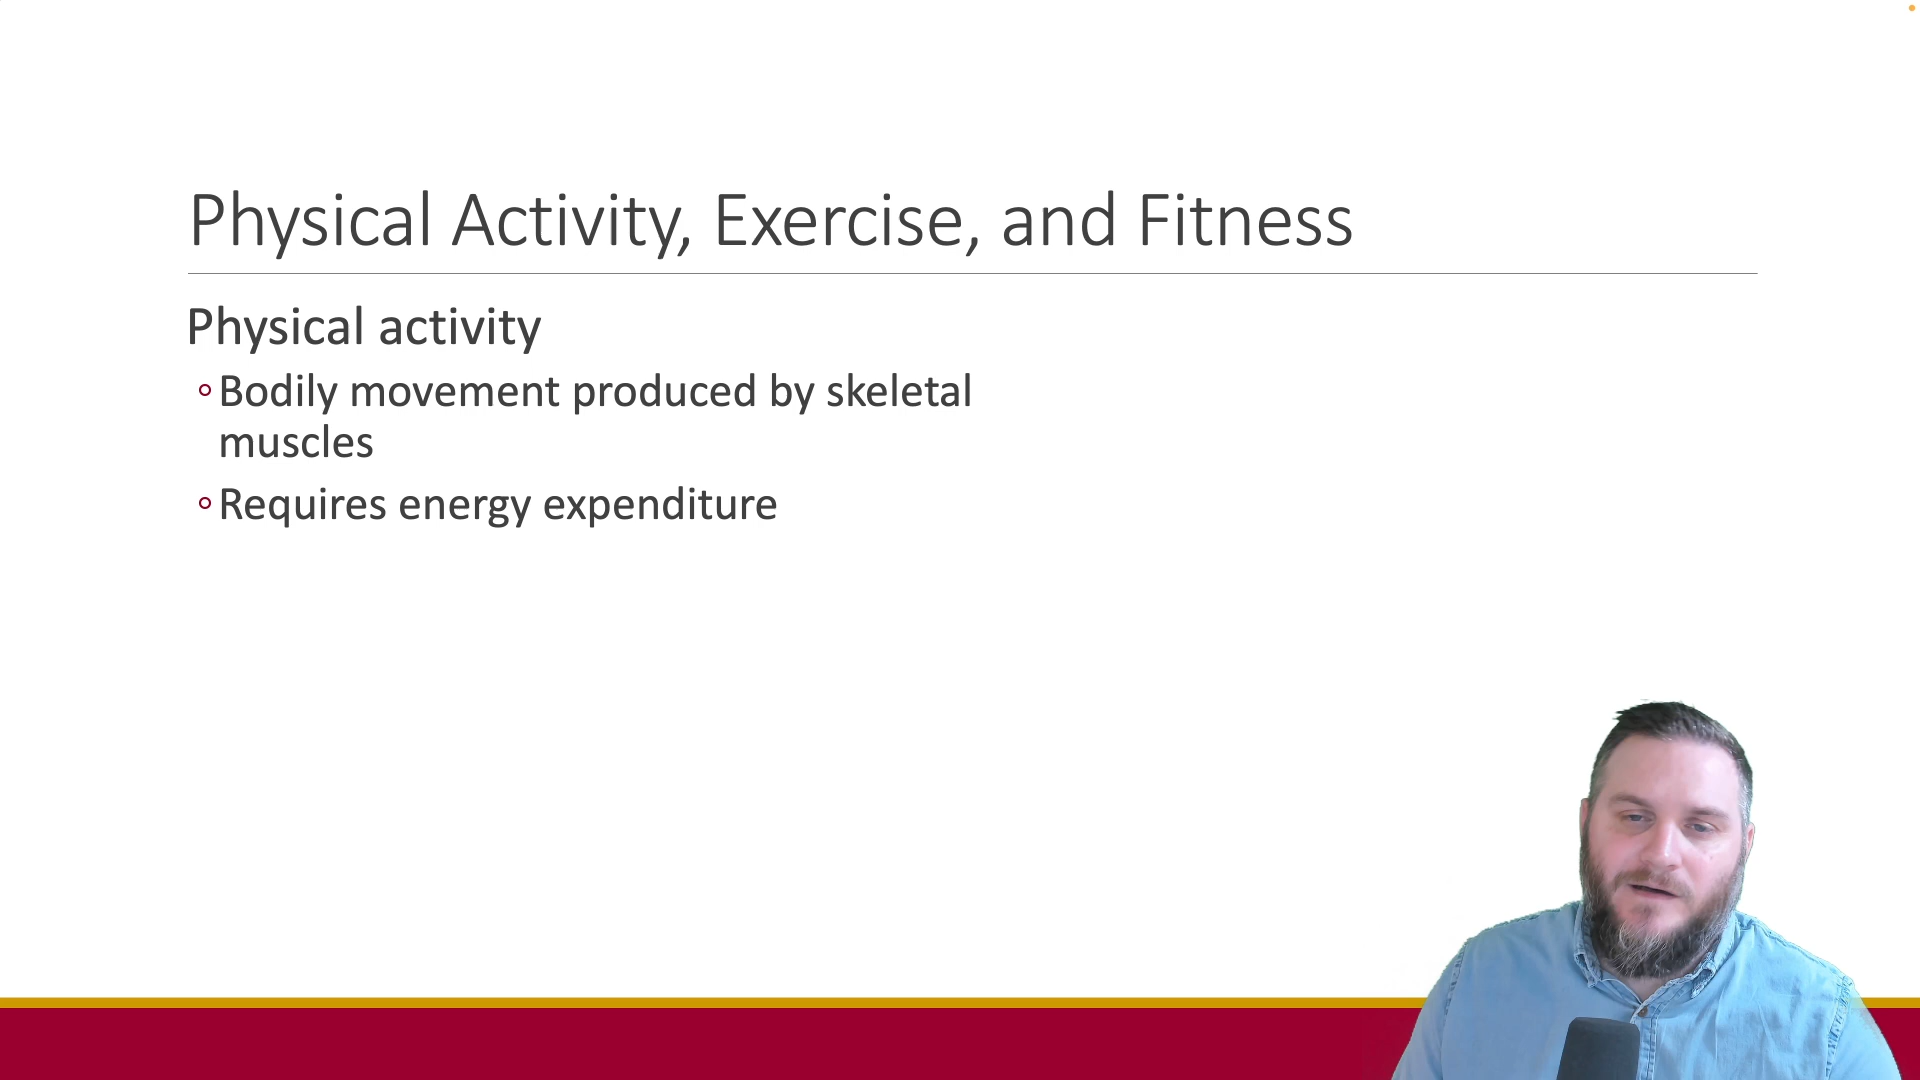 Physical Activity, Exercise, and Fitness
Physical activity
Bodily movement produced by skeletal
muscles
Requires energy expenditure